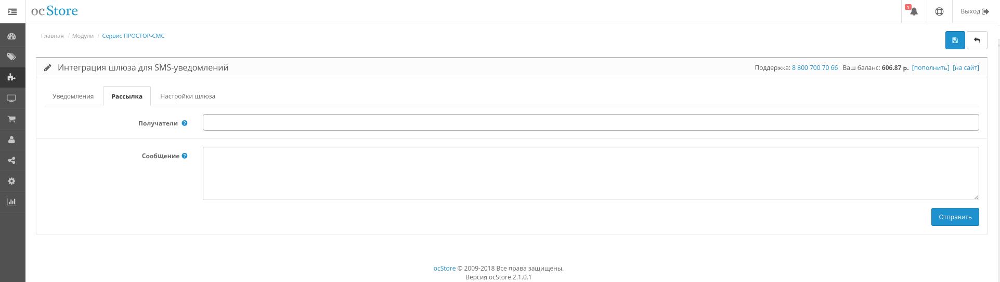 ocStore
1
Выход
Главная / Модули / Сервис ПРОСТОР-СМС
Интеграция шлюза для SMS-уведомлений
Поддержка: 8 800 700 70 66 Ваш баланс: 606.87 р. [пополнить] [на сайт]
Уведомления Рассылка Настройки шлюза
Получатели ?
Сообщение ?
Отправить
ocStore © 2009-2018 Все права защищены.
Версия ocStore 2.1.0.1